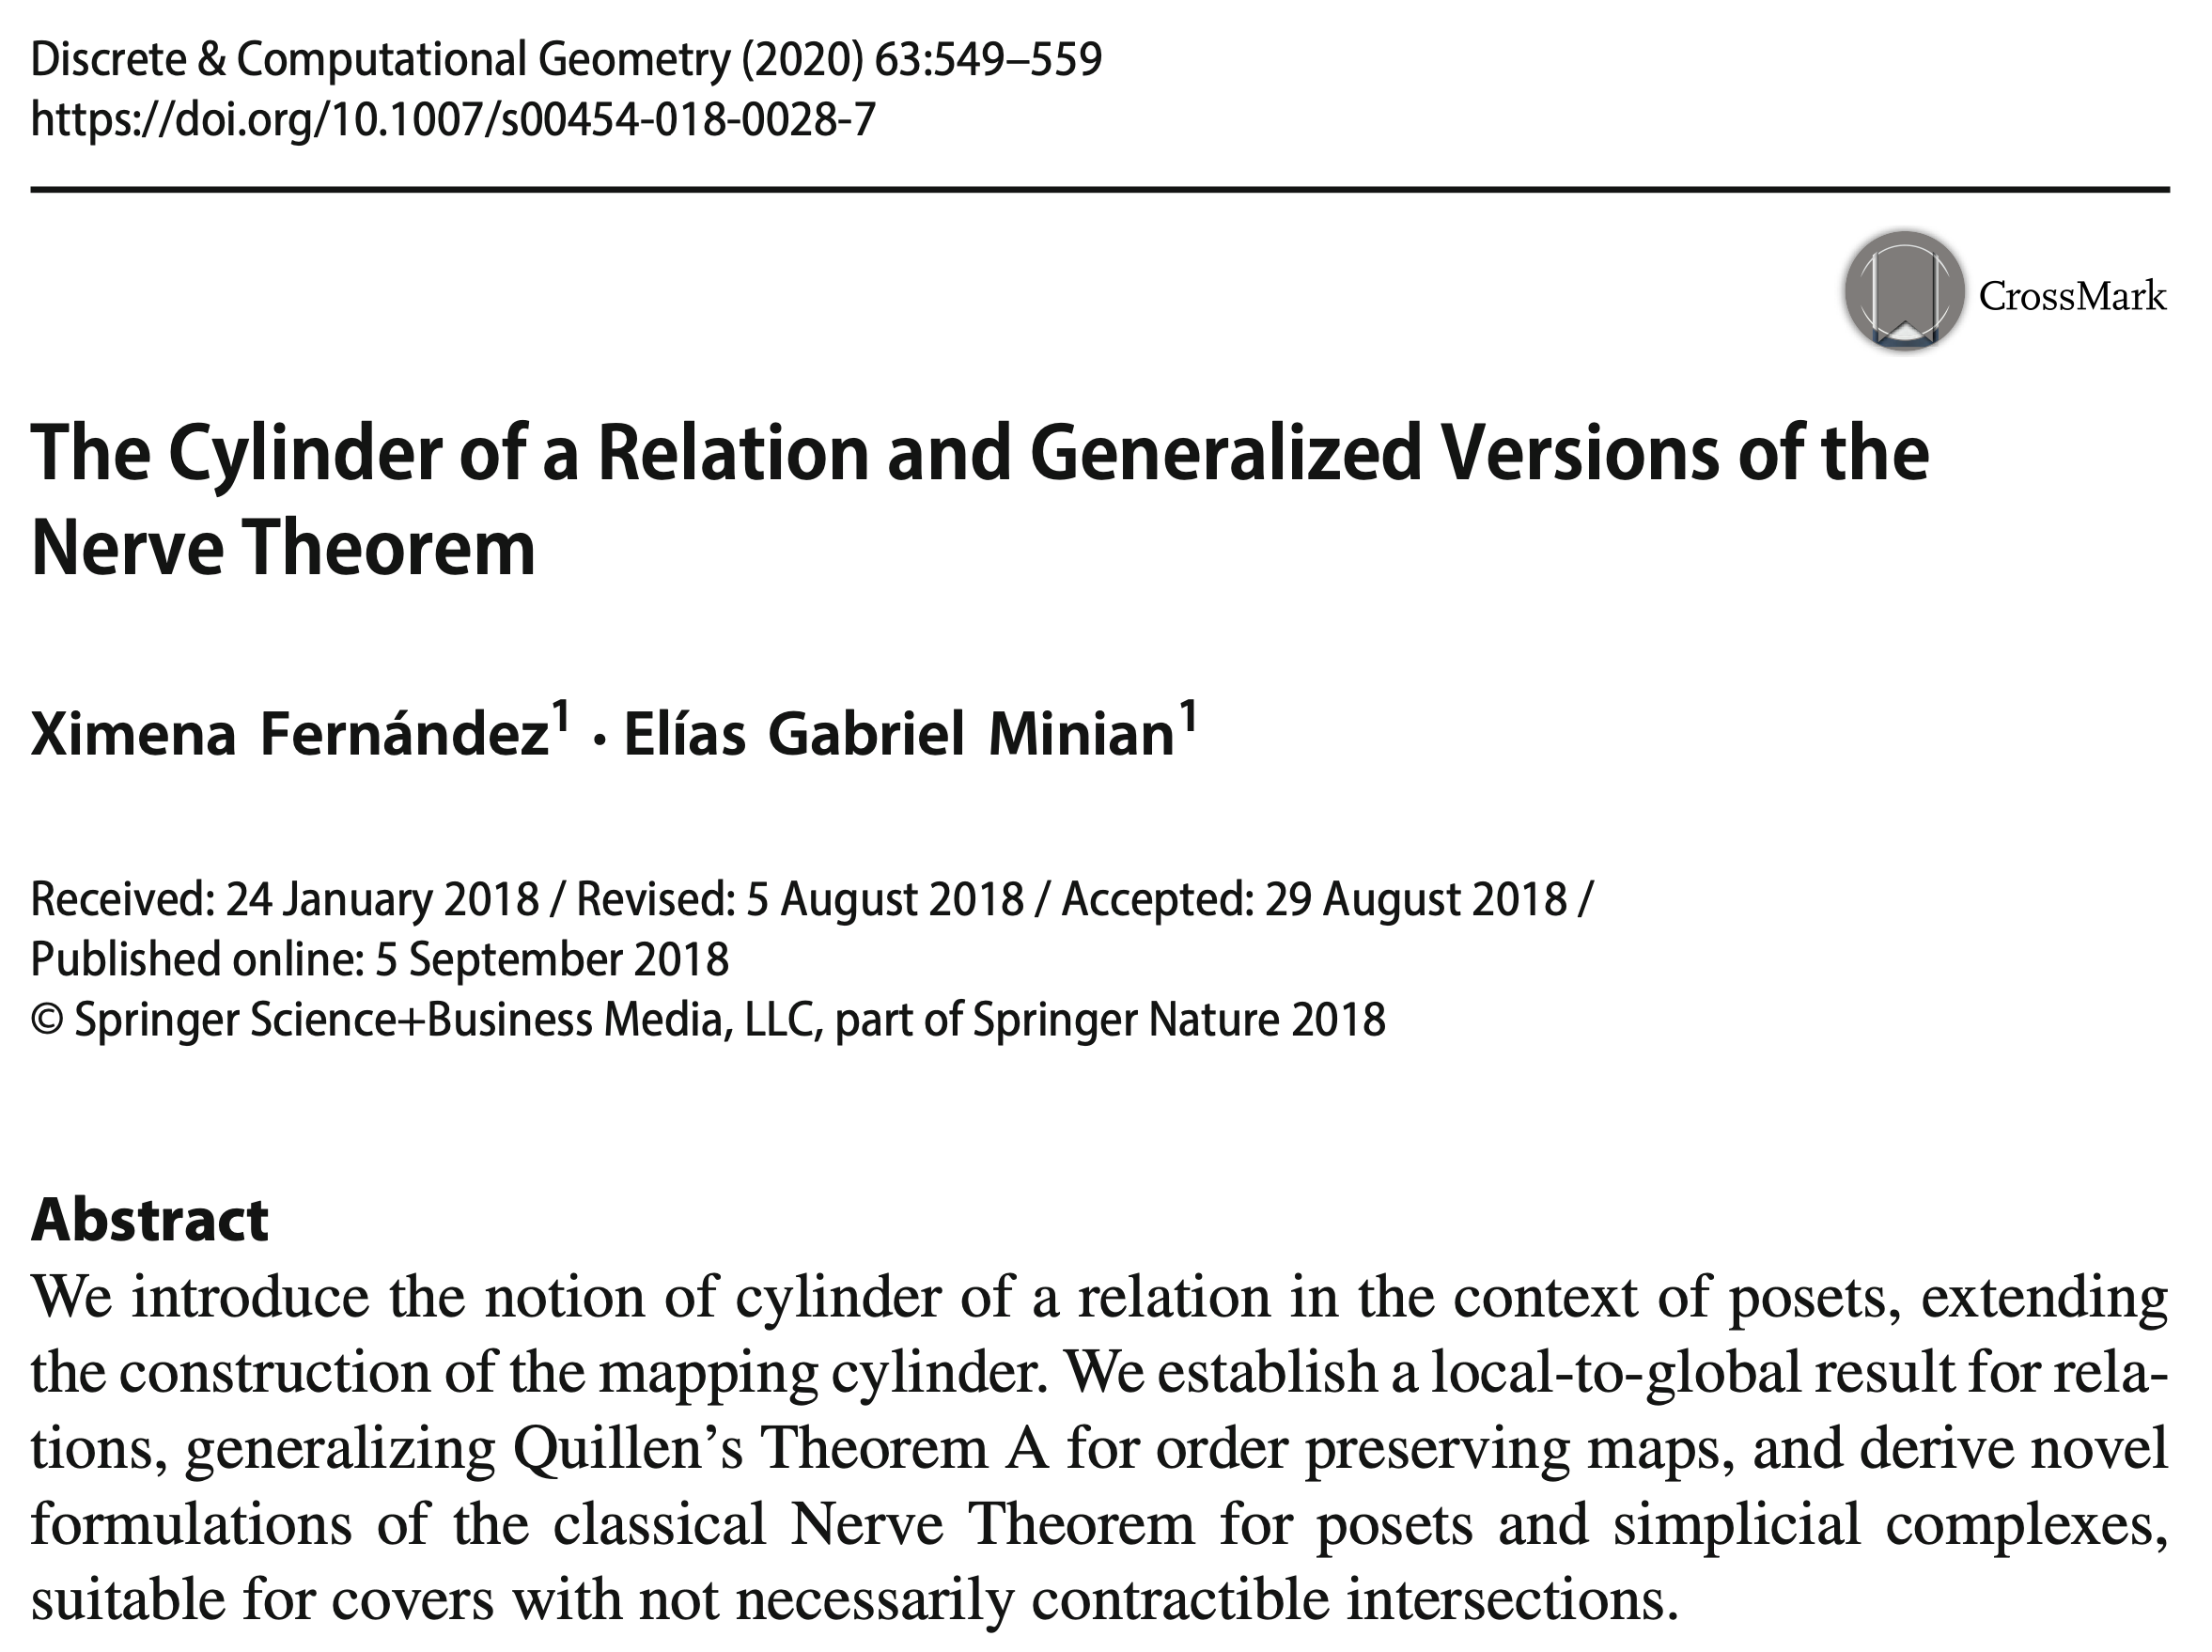 Discrete & Computational Geometry (2020) 63:549–559
https://doi.org/10.1007/s00454-018-0028-7
CrossMark
The Cylinder of a Relation and Generalized Versions of the
Nerve Theorem
Ximena Fernández¹ · Elías Gabriel Minian¹
Received: 24 January 2018 / Revised: 5 August 2018 / Accepted: 29 August 2018 /
Published online: 5 September 2018
© Springer Science+Business Media, LLC, part of Springer Nature 2018
Abstract
We introduce the notion of cylinder of a relation in the context of posets, extending
the construction of the mapping cylinder. We establish a local-to-global result for rela-
tions, generalizing Quillen’s Theorem A for order preserving maps, and derive novel
formulations of the classical Nerve Theorem for posets and simplicial complexes,
suitable for covers with not necessarily contractible intersections.